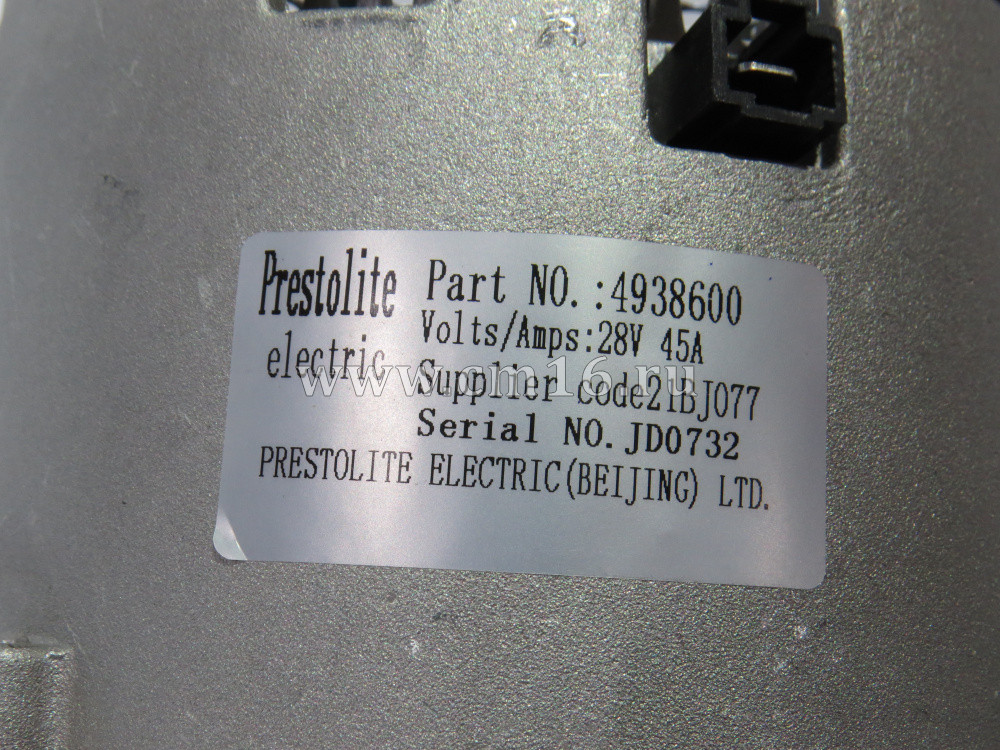 Prestolite
electric
Part NO.:4938600
Volts/Amps:28V 45A
Supplier code21BJ077
Serial NO.JD0732
PRESTOLITE ELECTRIC(BEIJING) LTD.
www.cm16.ru